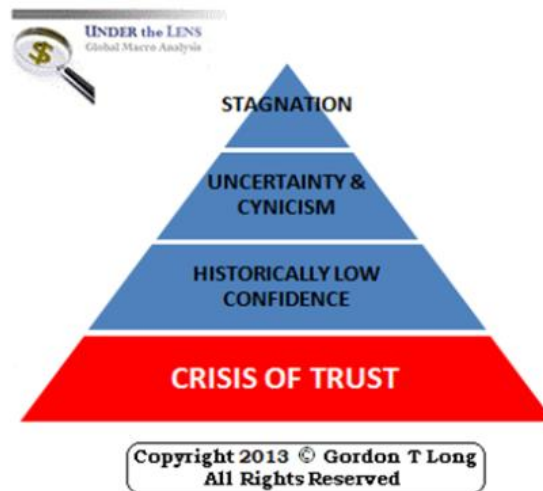 UNDER the LENS
Global Macro Analysis
$
STAGNATION
UNCERTAINTY &
CYNICISM
HISTORICALLY LOW
CONFIDENCE
CRISIS OF TRUST
Copyright 2013 © Gordon T Long
All Rights Reserved